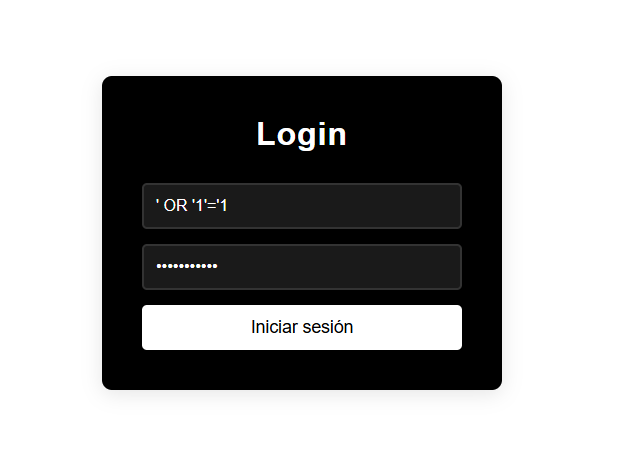 Login
' OR '1'='1
•••••••••••
Iniciar sesión